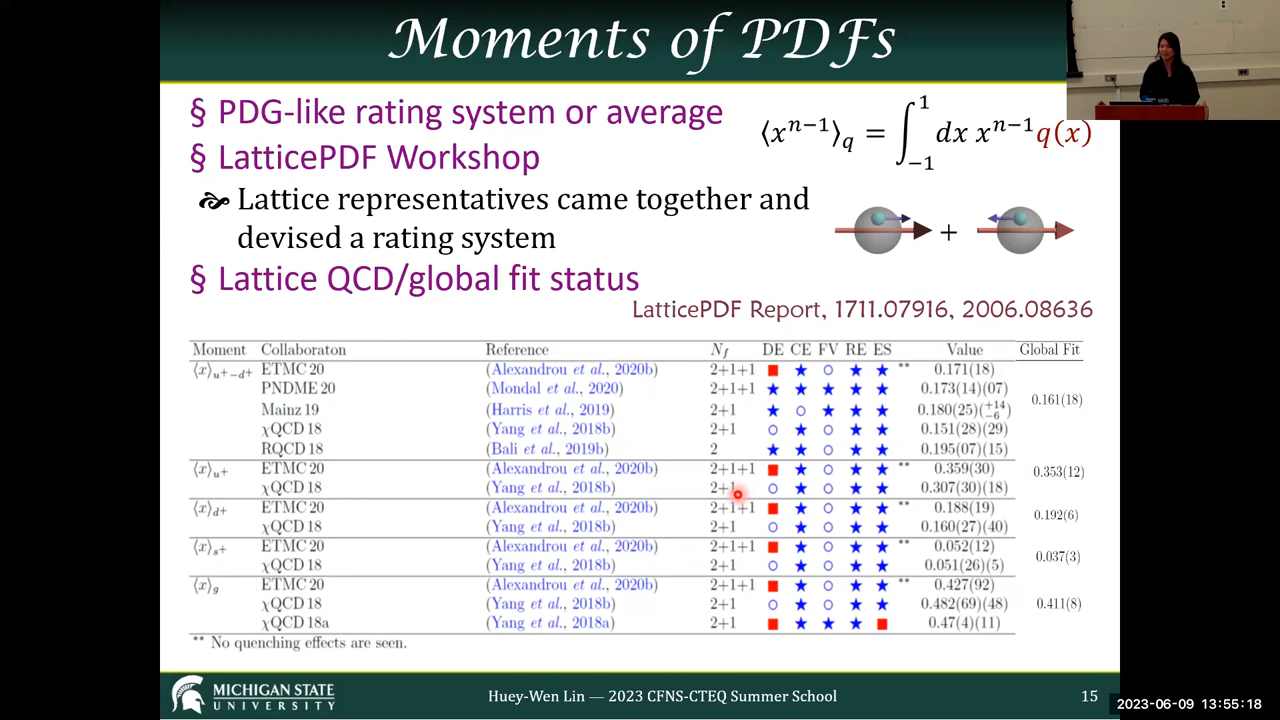 Moments of PDFs
§ PDG-like rating system or average
⟨xⁿ⁻¹⟩q = ∫₋₁¹ dx xⁿ⁻¹q(x)
§ LatticePDF Workshop
Lattice representatives came together and
devised a rating system
+
§ Lattice QCD/global fit status
LatticePDF Report, 1711.07916, 2006.08636
Moment Collaboraton Reference Nf DE CE FV RE ES Value Global Fit
⟨x⟩u+−d+ ETMC 20 (Alexandrou et al., 2020b) 2+1+1 ■ ★ ○ ★ ★ ** 0.171(18)
PNDME 20 (Mondal et al., 2020) 2+1+1 ★ ★ ★ ★ ★ 0.173(14)(07)
0.161(18)
Mainz 19 (Harris et al., 2019) 2+1 ★ ○ ★ ★ ★ 0.180(25)(+14 −6)
χQCD 18 (Yang et al., 2018b) 2+1 ○ ★ ○ ★ ★ 0.151(28)(29)
RQCD 18 (Bali et al., 2019b) 2 ★ ★ ○ ★ ★ 0.195(07)(15)
⟨x⟩u+ ETMC 20 (Alexandrou et al., 2020b) 2+1+1 ■ ★ ○ ★ ★ ** 0.359(30) 0.353(12)
χQCD 18 (Yang et al., 2018b) 2+1 ○ ★ ○ ★ ★ 0.307(30)(18)
⟨x⟩d+ ETMC 20 (Alexandrou et al., 2020b) 2+1+1 ■ ★ ○ ★ ★ ** 0.188(19) 0.192(6)
χQCD 18 (Yang et al., 2018b) 2+1 ○ ★ ○ ★ ★ 0.160(27)(40)
⟨x⟩s+ ETMC 20 (Alexandrou et al., 2020b) 2+1+1 ■ ★ ○ ★ ★ ** 0.052(12) 0.037(3)
χQCD 18 (Yang et al., 2018b) 2+1 ○ ★ ○ ★ ★ 0.051(26)(5)
⟨x⟩g ETMC 20 (Alexandrou et al., 2020b) 2+1+1 ■ ★ ○ ★ ★ ** 0.427(92)
χQCD 18 (Yang et al., 2018b) 2+1 ○ ★ ○ ★ ★ 0.482(69)(48) 0.411(8)
χQCD 18a (Yang et al., 2018a) 2+1 ■ ★ ★ ★ ■ 0.47(4)(11)
** No quenching effects are seen.
MICHIGAN STATE
UNIVERSITY
Huey-Wen Lin — 2023 CFNS-CTEQ Summer School
15
2023-06-09 13:55:18